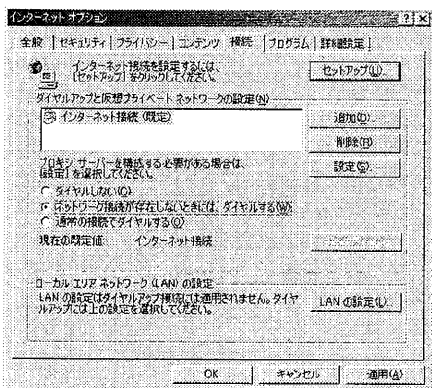 インターネット オプション
全般 セキュリティ プライバシー コンテンツ 接続 プログラム 詳細設定
インターネット接続を設定するには、
[セットアップ] をクリックしてください。
セットアップ(U)...
ダイヤルアップと仮想プライベート ネットワークの設定(N)
インターネット接続 (既定)
追加(D)...
削除(R)
プロキシ サーバーを構成する必要がある場合は、
[設定] を選択してください。
設定(S)...
ダイヤルしない(C)
ネットワーク接続が存在しないときには、ダイヤルする(W)
通常の接続でダイヤルする(O)
現在の既定値: インターネット接続
ローカル エリア ネットワーク (LAN) の設定
LAN の設定はダイヤルアップ接続には適用されません。ダイヤ
ルアップには上の設定を選択してください。
LAN の設定(L)...
OK キャンセル 適用(A)